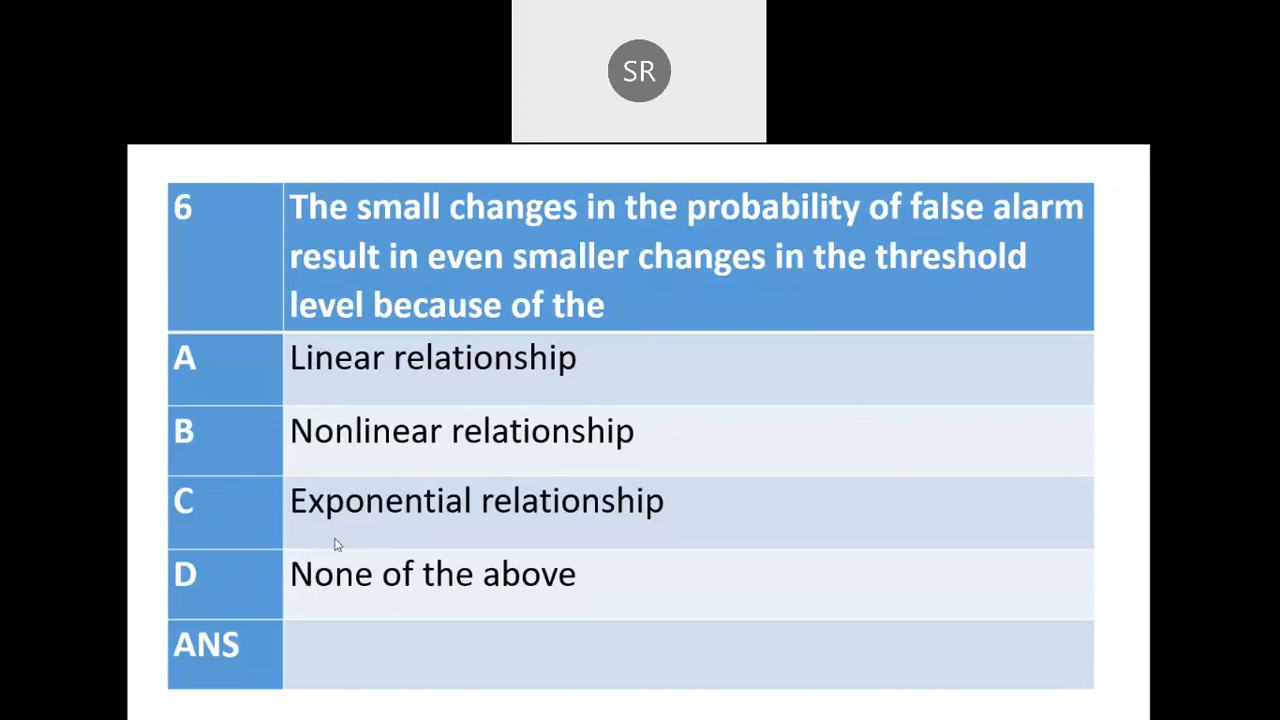 SR
6 The small changes in the probability of false alarm
result in even smaller changes in the threshold
level because of the
A Linear relationship
B Nonlinear relationship
C Exponential relationship
D None of the above
ANS